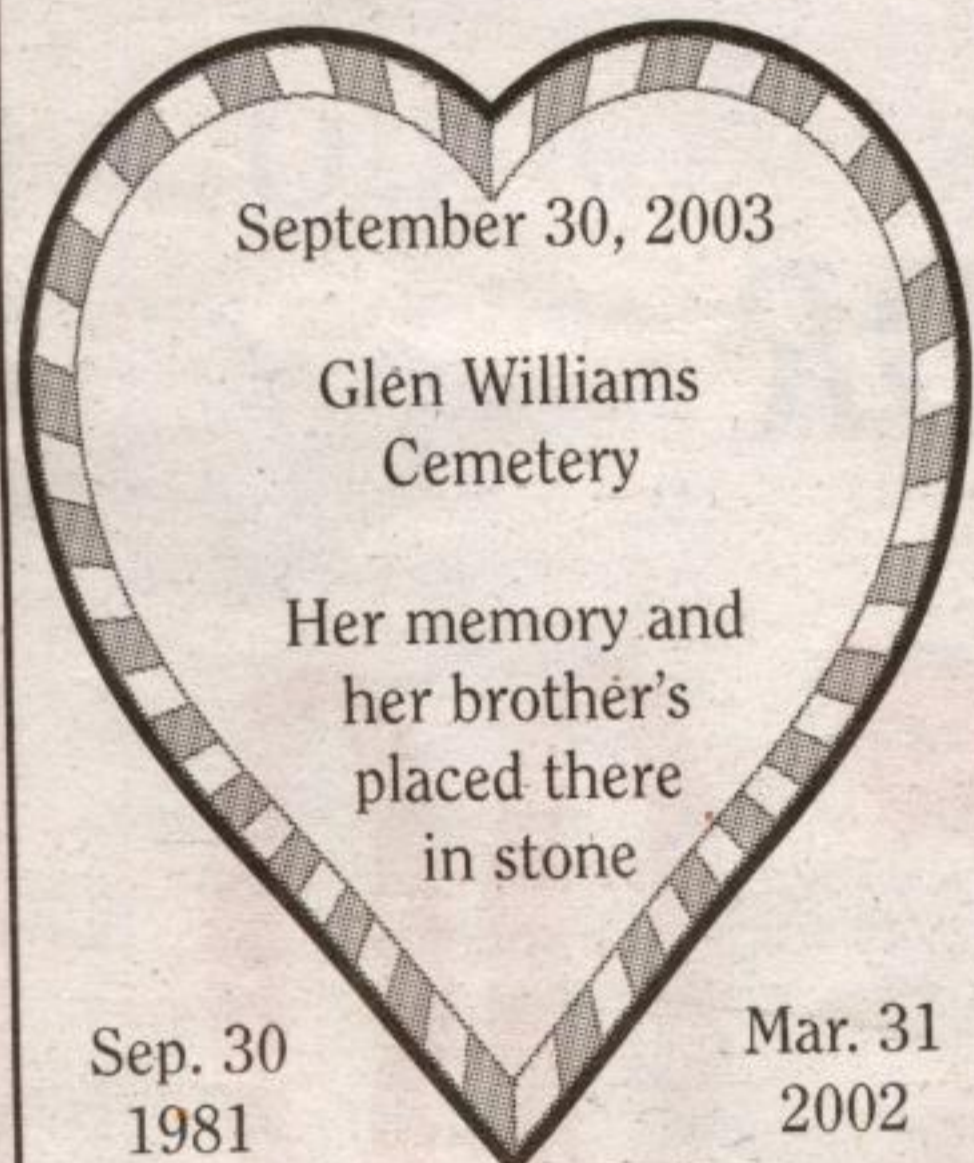 September 30, 2003
Glen Williams
Cemetery
Her memory and
her brother's
placed there
in stone
Sep. 30
1981
Mar. 31
2002